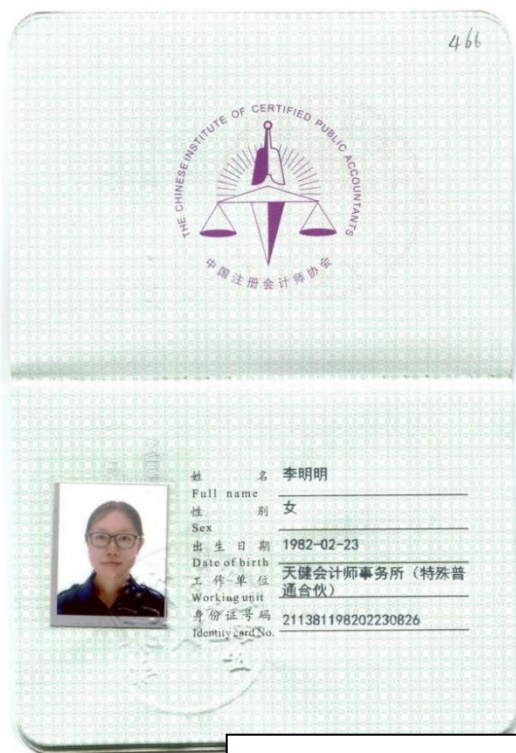 466
THE CHINESE INSTITUTE OF CERTIFIED PUBLIC ACCOUNTANTS
中国注册会计师协会
姓 名 李明明
Full name
性 别 女
Sex
出生日期 1982-02-23
Date of birth
工作单位 天健会计师事务所（特殊普
Working unit 通合伙）
身份证号码 211381198202230826
Identity card No.